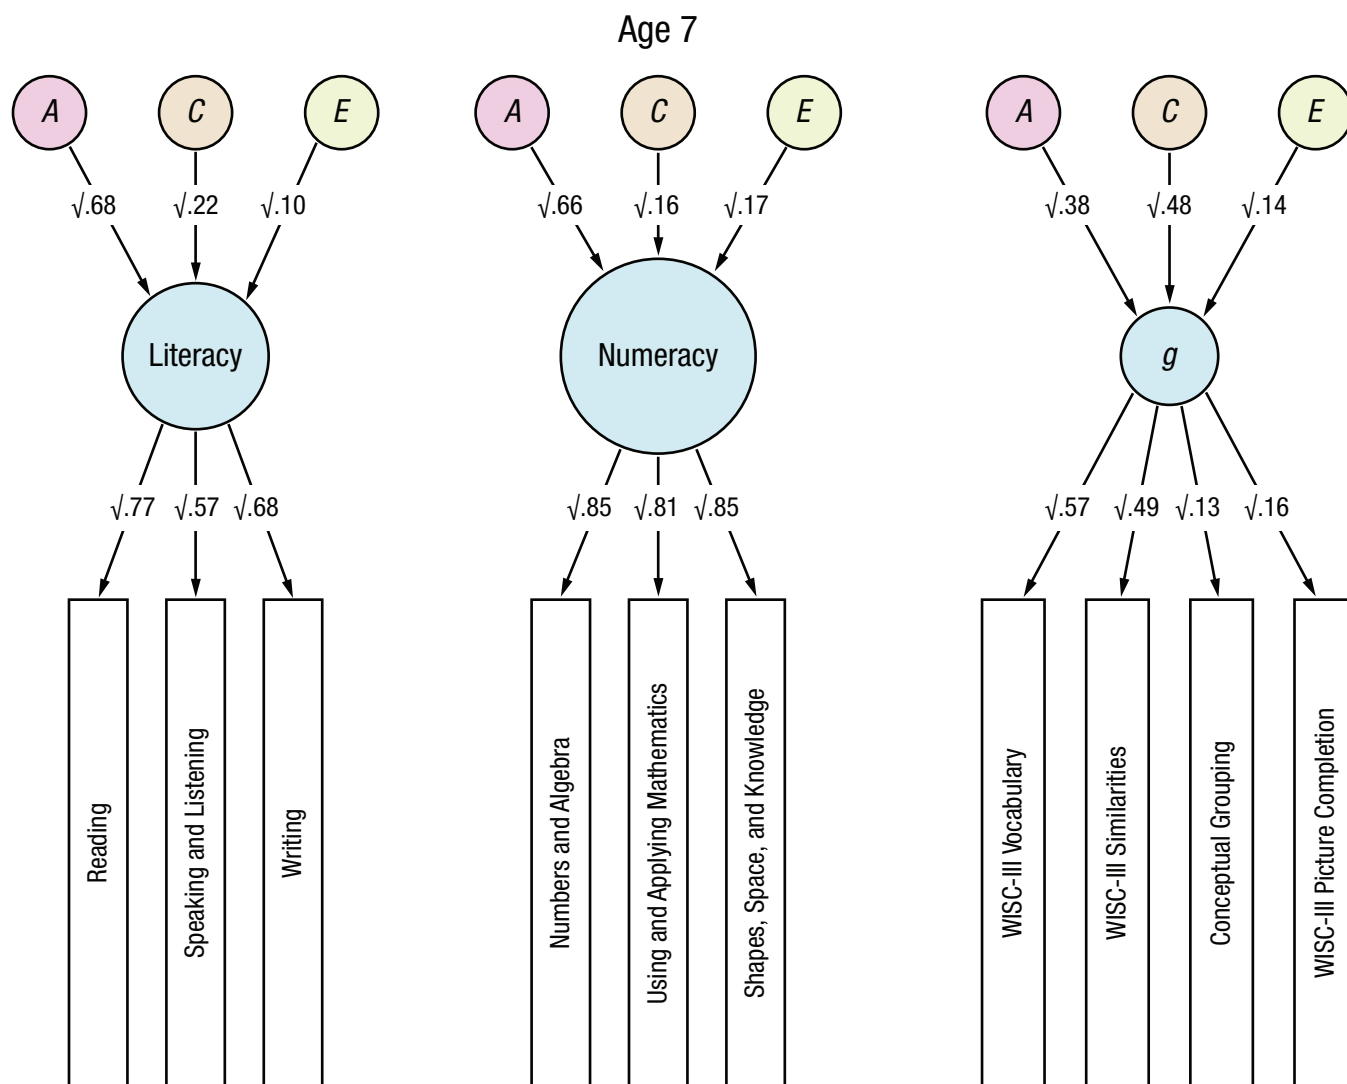 Age 7
A C E A C E A C E
√.68 √.22 √.10 √.66 √.16 √.17 √.38 √.48 √.14
Literacy Numeracy g
√.77 √.57 √.68 √.85 √.81 √.85 √.57 √.49 √.13 √.16
Reading
Speaking and Listening
Writing
Numbers and Algebra
Using and Applying Mathematics
Shapes, Space, and Knowledge
WISC-III Vocabulary
WISC-III Similarities
Conceptual Grouping
WISC-III Picture Completion